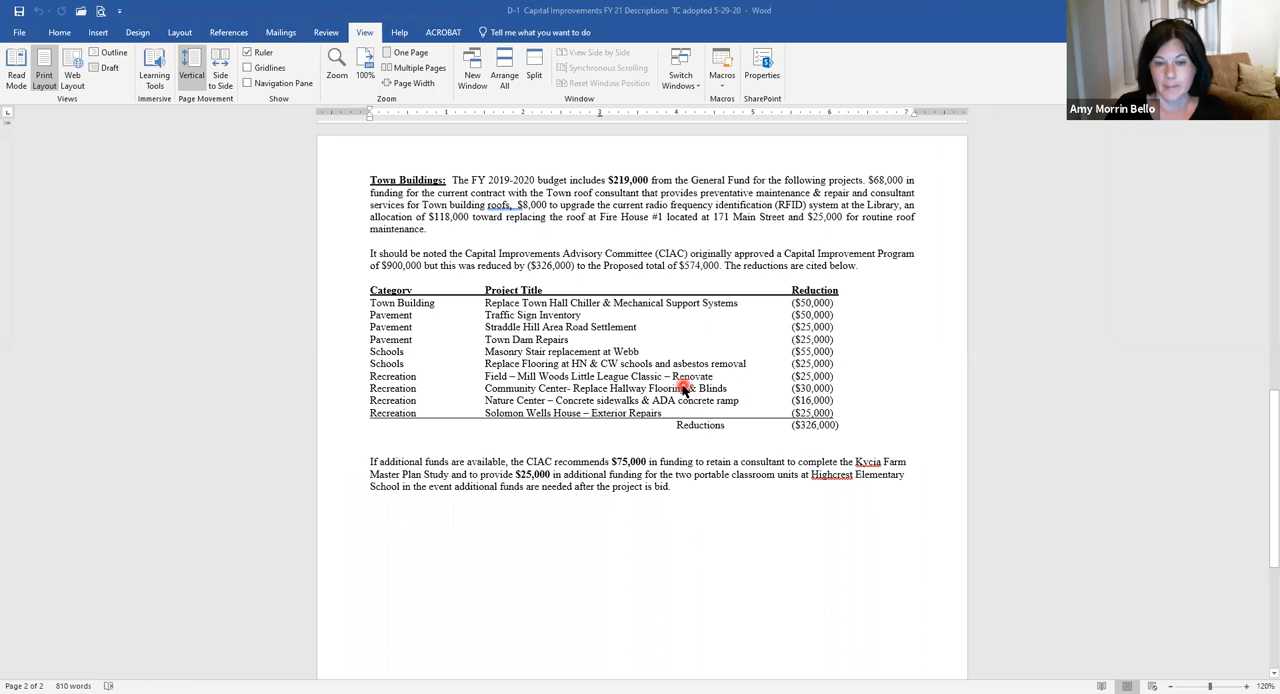 D-1 Capital Improvements FY 21 Descriptions TC adopted 5-29-20 - Word
File Home Insert Design Layout References Mailings Review View Help ACROBAT Tell me what you want to do
Read Mode
Print Layout
Web Layout
Outline
Draft
Views
Learning Tools
Immersive
Vertical
Side to Side
Page Movement
Ruler
Gridlines
Navigation Pane
Show
Zoom
100%
One Page
Multiple Pages
Page Width
Zoom
New Window
Arrange All
Split
View Side by Side
Synchronous Scrolling
Reset Window Position
Window
Switch Windows
Macros
Macros
Properties
SharePoint
Amy Morrin Bello
1 2 3 4 5 6 7
Town Buildings: The FY 2019-2020 budget includes $219,000 from the General Fund for the following projects. $68,000 in
funding for the current contract with the Town roof consultant that provides preventative maintenance & repair and consultant
services for Town building roofs, $8,000 to upgrade the current radio frequency identification (RFID) system at the Library, an
allocation of $118,000 toward replacing the roof at Fire House #1 located at 171 Main Street and $25,000 for routine roof
maintenance.
It should be noted the Capital Improvements Advisory Committee (CIAC) originally approved a Capital Improvement Program
of $900,000 but this was reduced by ($326,000) to the Proposed total of $574,000. The reductions are cited below.
Category Project Title Reduction
Town Building Replace Town Hall Chiller & Mechanical Support Systems ($50,000)
Pavement Traffic Sign Inventory ($50,000)
Pavement Straddle Hill Area Road Settlement ($25,000)
Pavement Town Dam Repairs ($25,000)
Schools Masonry Stair replacement at Webb ($55,000)
Schools Replace Flooring at HN & CW schools and asbestos removal ($25,000)
Recreation Field – Mill Woods Little League Classic – Renovate ($25,000)
Recreation Community Center- Replace Hallway Flooring & Blinds ($30,000)
Recreation Nature Center – Concrete sidewalks & ADA concrete ramp ($16,000)
Recreation Solomon Wells House – Exterior Repairs ($25,000)
Reductions ($326,000)
If additional funds are available, the CIAC recommends $75,000 in funding to retain a consultant to complete the Kycia Farm
Master Plan Study and to provide $25,000 in additional funding for the two portable classroom units at Highcrest Elementary
School in the event additional funds are needed after the project is bid.
Page 2 of 2 810 words
120%